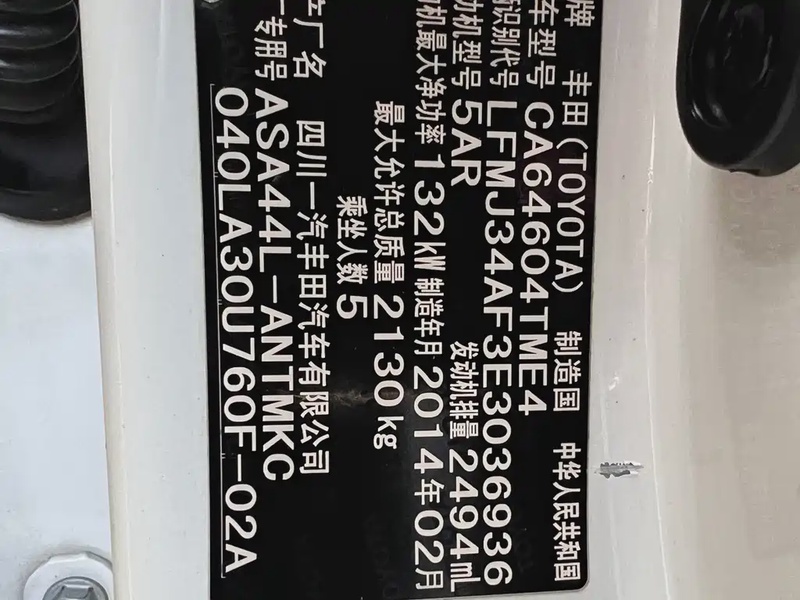 牌 丰田(TOYOTA) 制造国 中华人民共和国
车型号 CA64604TME4
识别代号 LFMJ34AF3E3036936
动机型号 5AR 发动机排量 2494mL
机最大净功率 132kW 制造年月 2014年02月
最大允许总质量 2130kg
乘坐人数 5
厂名 四川一汽丰田汽车有限公司
专用号 ASA44L-ANTMKC
040LA30U760F-02A